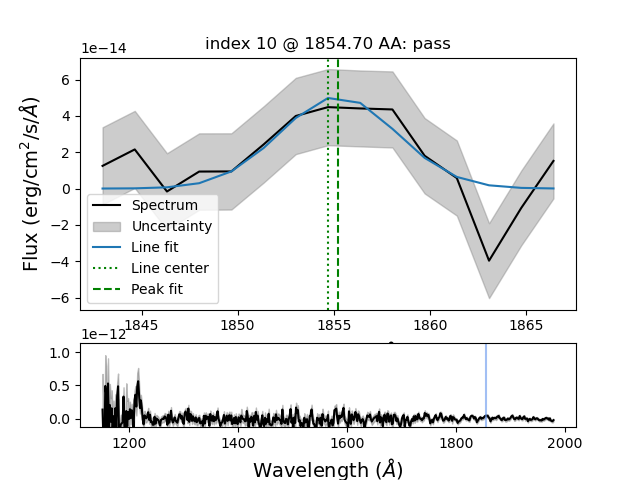 index 10 @ 1854.70 AA: pass
1e−14
6
4
2
0
−2
−4
−6
Flux (erg/cm²/s/Å)
Spectrum
Uncertainty
Line fit
Line center
Peak fit
1845 1850 1855 1860 1865
1e−12
1.0
0.5
0.0
1200 1400 1600 1800 2000
Wavelength (Å)